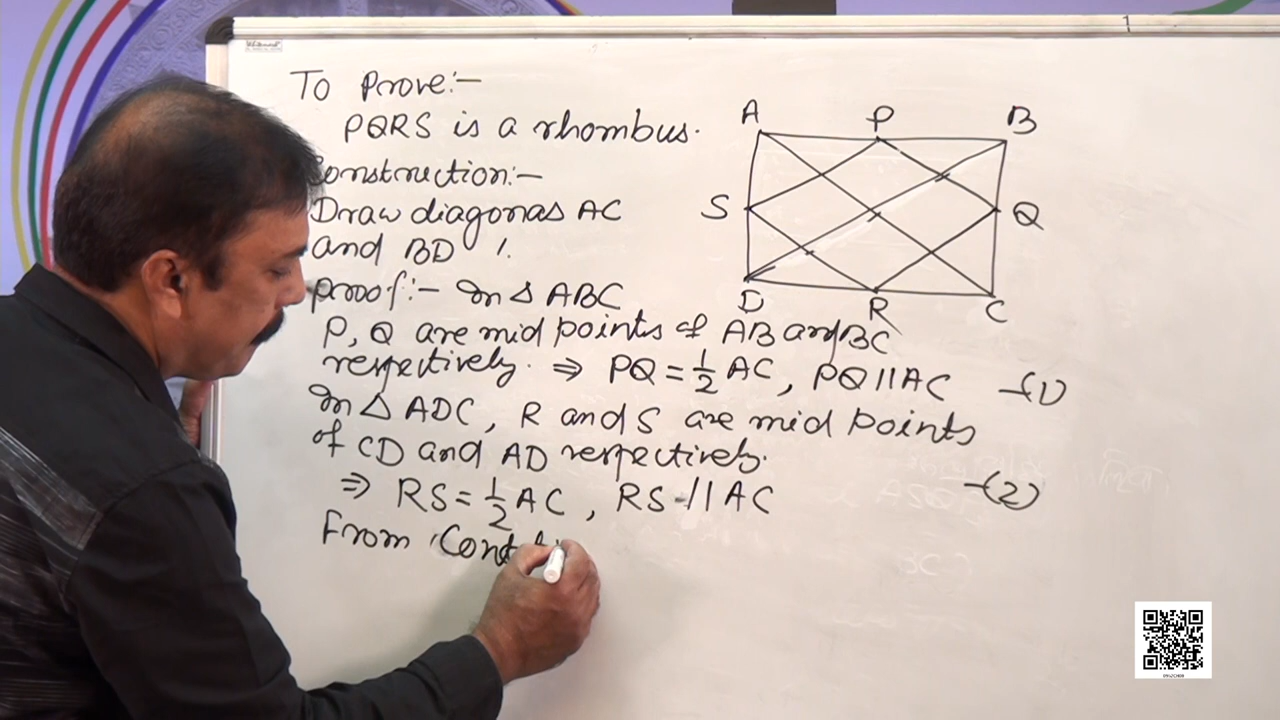 To Prove:-
PQRS is a rhombus.
Construction:-
Draw diagonas AC
and BD
proof:- In △ ABC
P, Q are mid points of AB and BC
respectively. ⇒ PQ = 1/2 AC, PQ || AC -(1)
In △ ADC, R and S are mid points
of CD and AD respectively.
⇒ RS = 1/2 AC, RS || AC -(2)
From
A P B
S Q
D R C